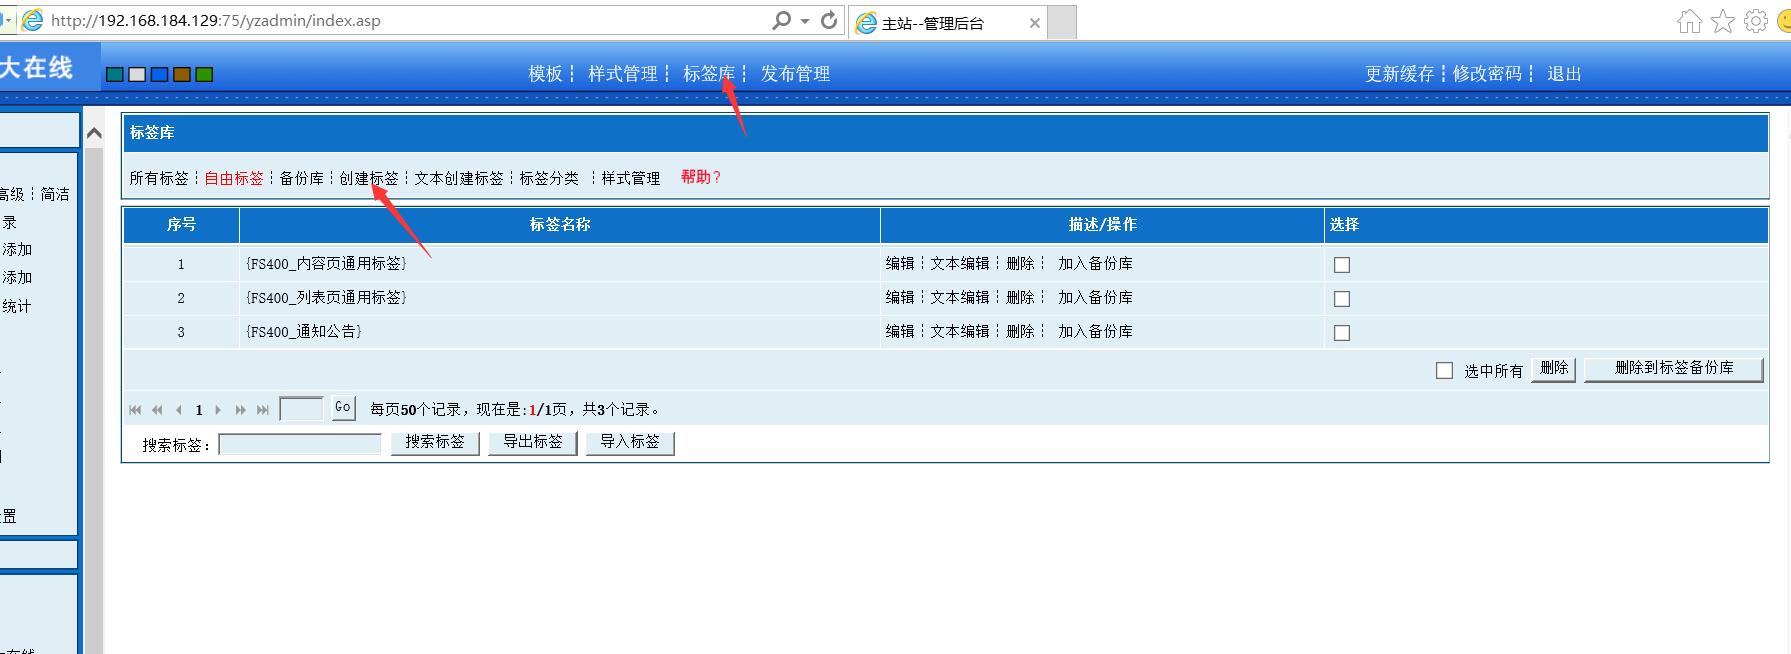 http://192.168.184.129:75/yzadmin/index.asp
主站--管理后台
大在线
模板┆ 样式管理┆ 标签库┆ 发布管理
更新缓存┆修改密码┆ 退出
标签库
所有标签┆自由标签┆备份库┆创建标签┆文本创建标签┆标签分类 ┆样式管理 帮助?
高级┆简洁
录
添加
添加
统计
置
序号 标签名称 描述/操作 选择
1 {FS400_内容页通用标签} 编辑┆文本编辑┆删除┆ 加入备份库
2 {FS400_列表页通用标签} 编辑┆文本编辑┆删除┆ 加入备份库
3 {FS400_通知公告} 编辑┆文本编辑┆删除┆ 加入备份库
选中所有 删除 删除到标签备份库
1 Go 每页50个记录，现在是:1/1页，共3个记录。
搜索标签： 搜索标签 导出标签 导入标签